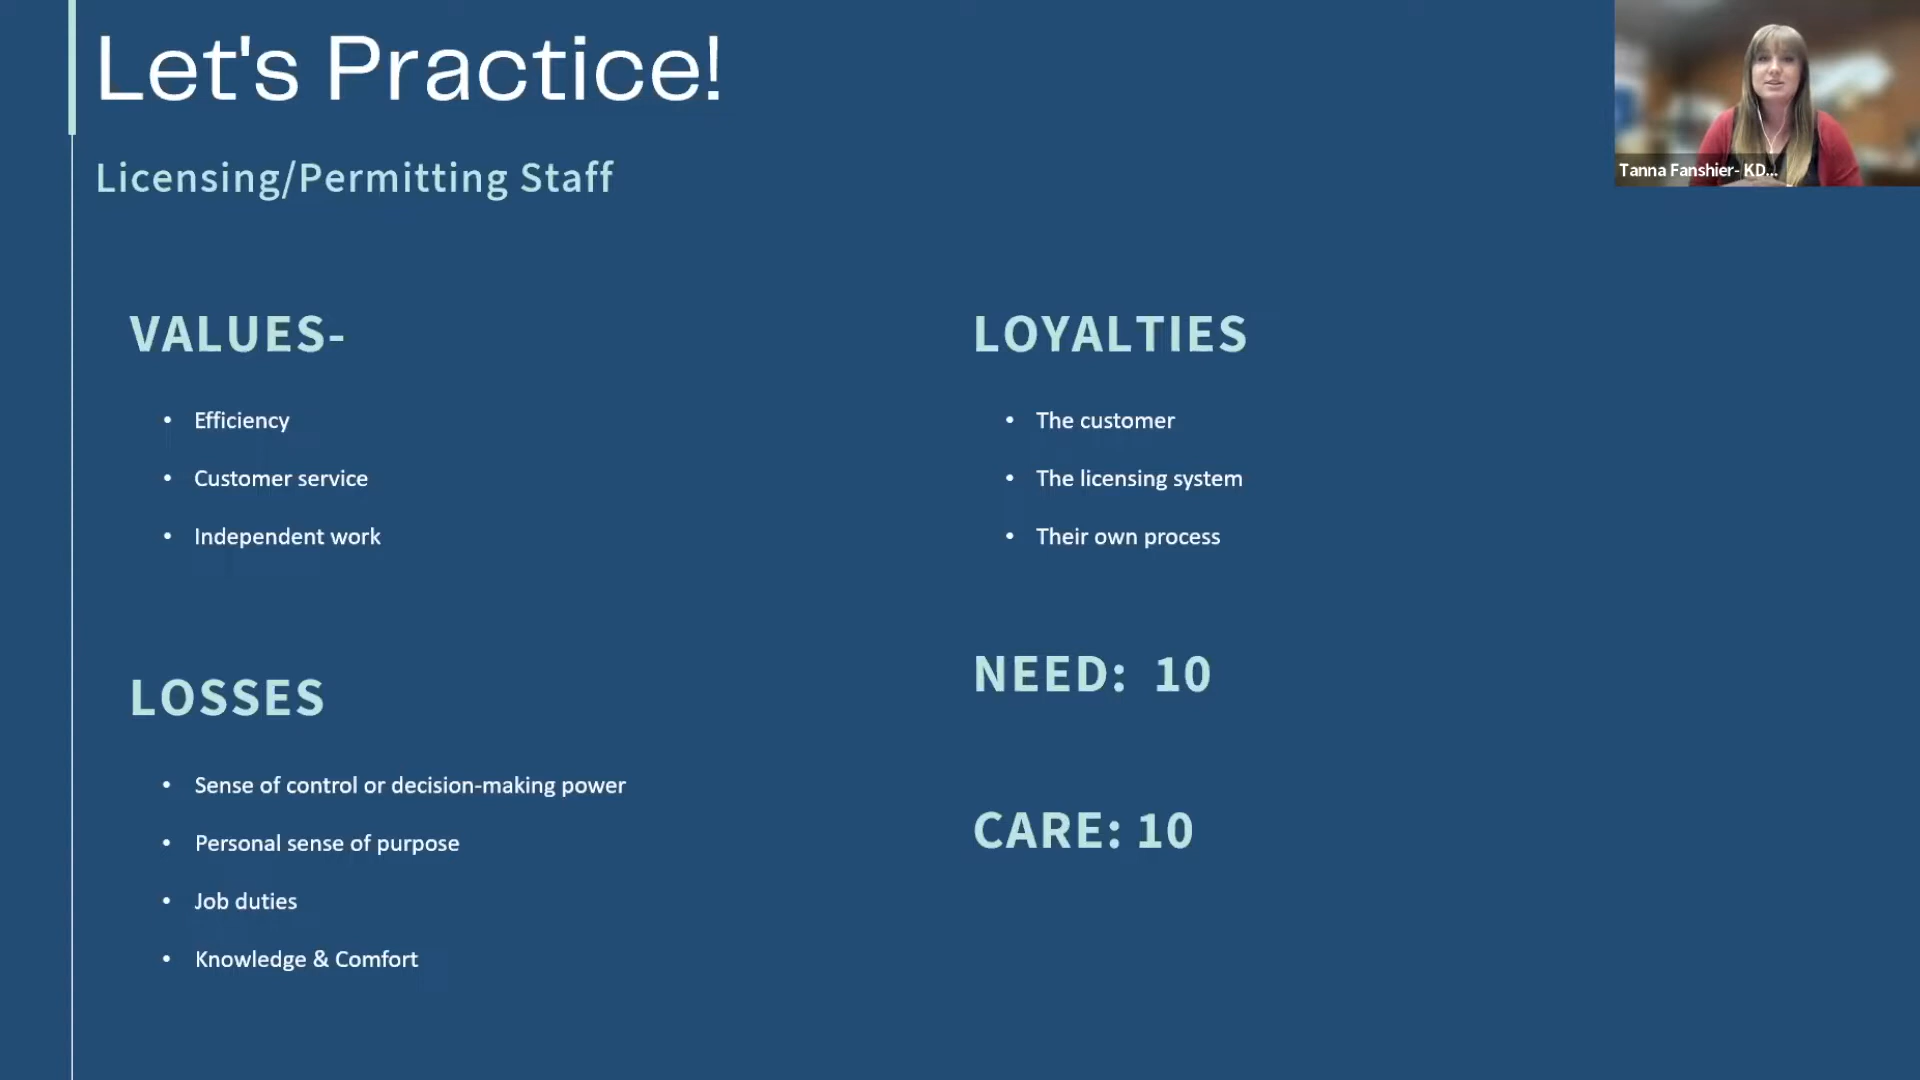 Let's Practice!
Licensing/Permitting Staff
Tanna Fanshier- KD...
VALUES-
• Efficiency
• Customer service
• Independent work
LOSSES
• Sense of control or decision-making power
• Personal sense of purpose
• Job duties
• Knowledge & Comfort
LOYALTIES
• The customer
• The licensing system
• Their own process
NEED: 10
CARE: 10